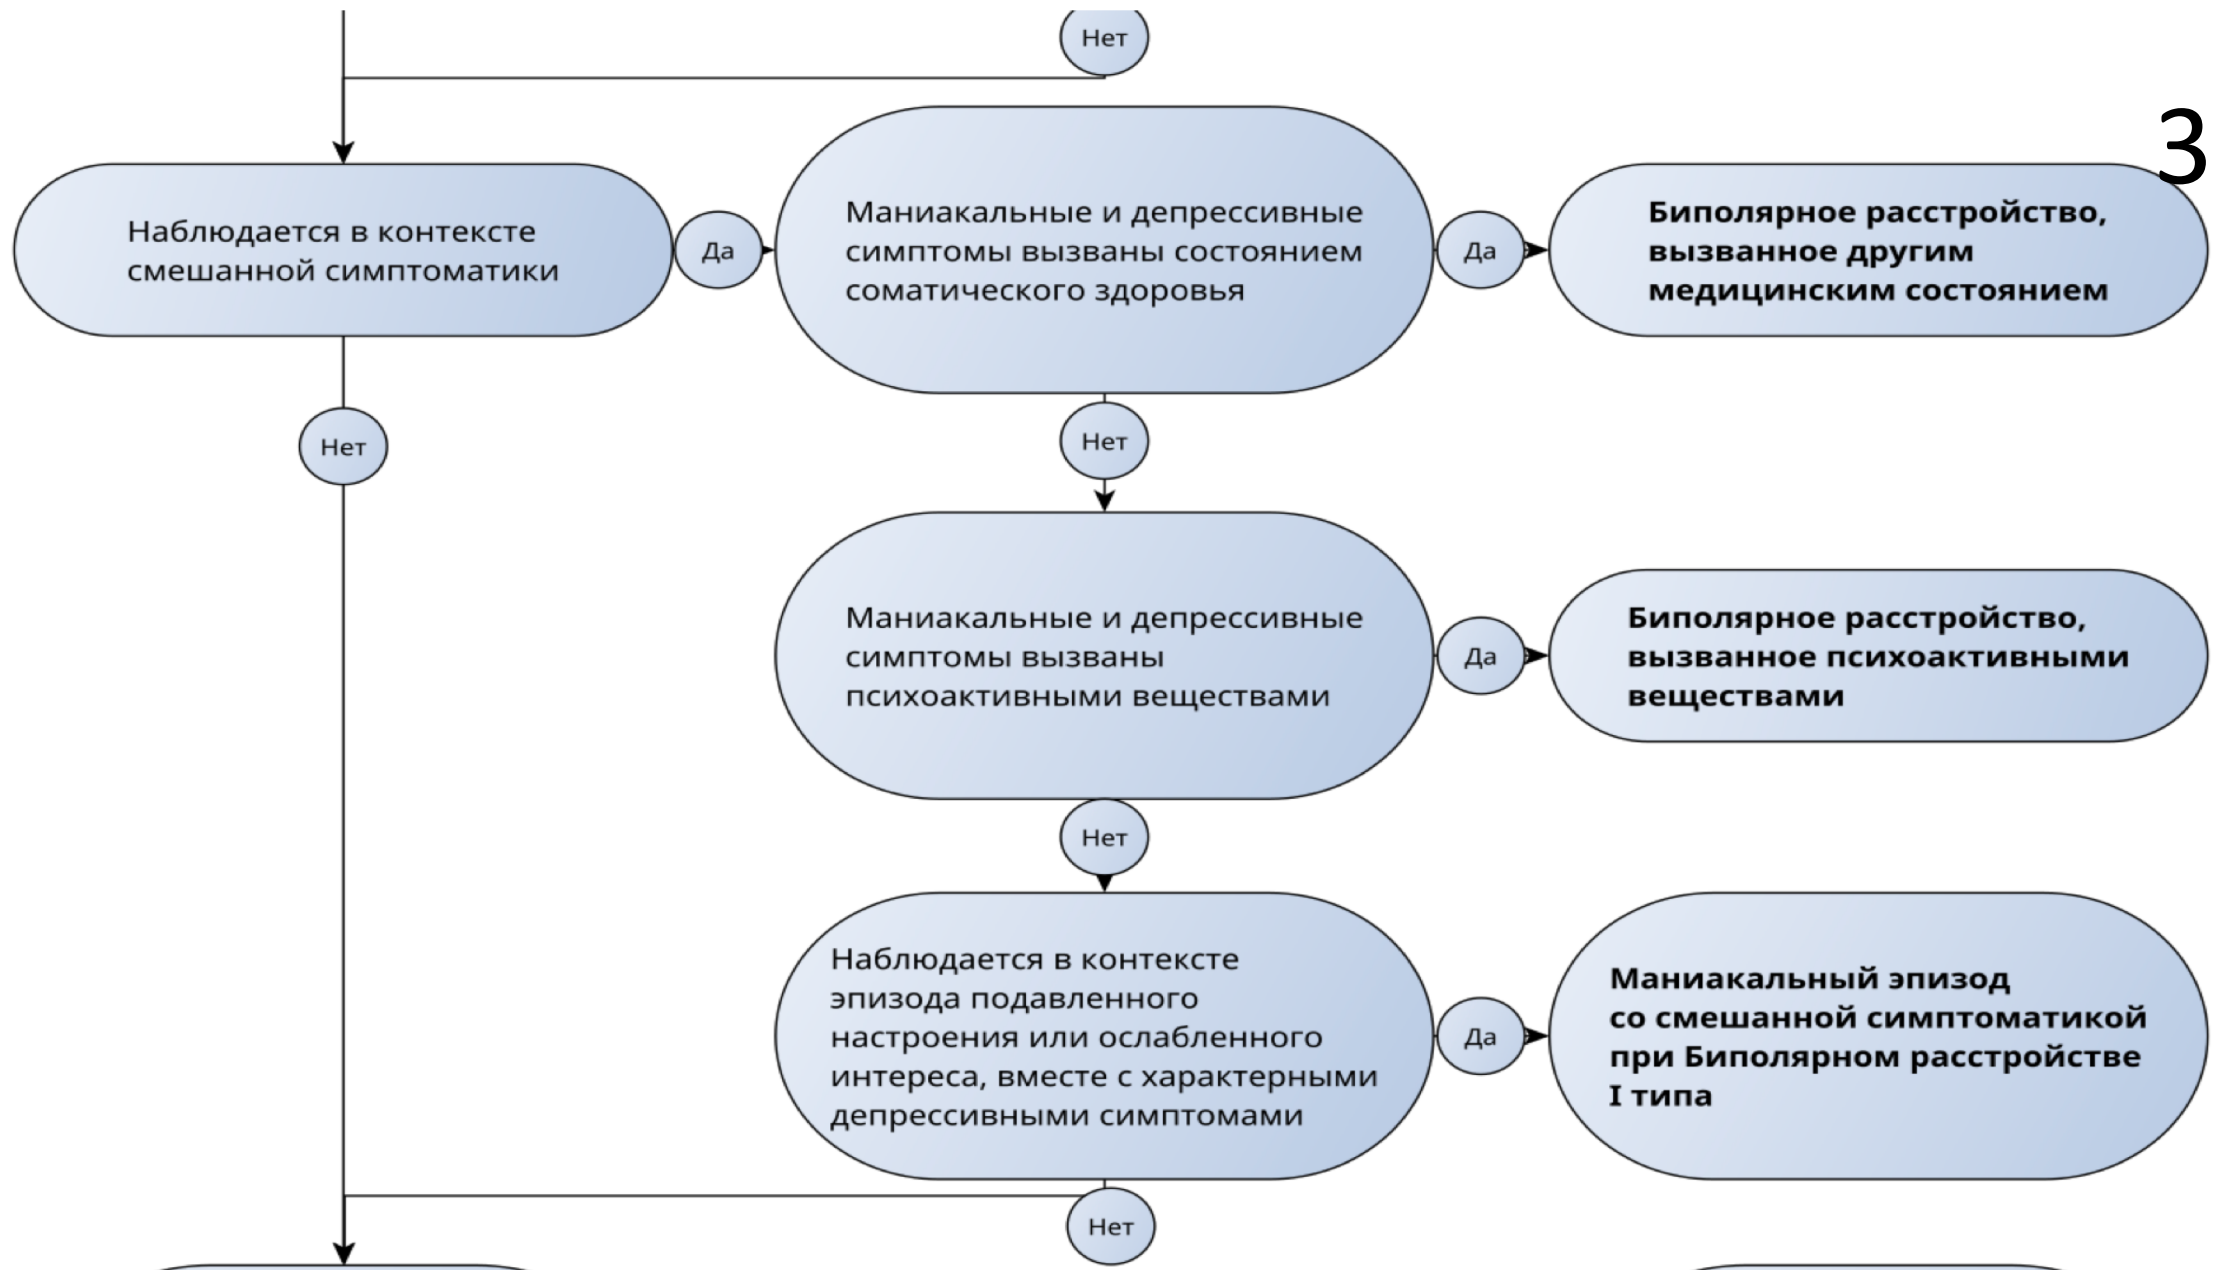 Нет
3
Наблюдается в контексте
смешанной симптоматики
Да
Маниакальные и депрессивные
симптомы вызваны состоянием
соматического здоровья
Да
Биполярное расстройство,
вызванное другим
медицинским состоянием
Нет
Нет
Маниакальные и депрессивные
симптомы вызваны
психоактивными веществами
Да
Биполярное расстройство,
вызванное психоактивными
веществами
Нет
Наблюдается в контексте
эпизода подавленного
настроения или ослабленного
интереса, вместе с характерными
депрессивными симптомами
Да
Маниакальный эпизод
со смешанной симптоматикой
при Биполярном расстройстве
I типа
Нет